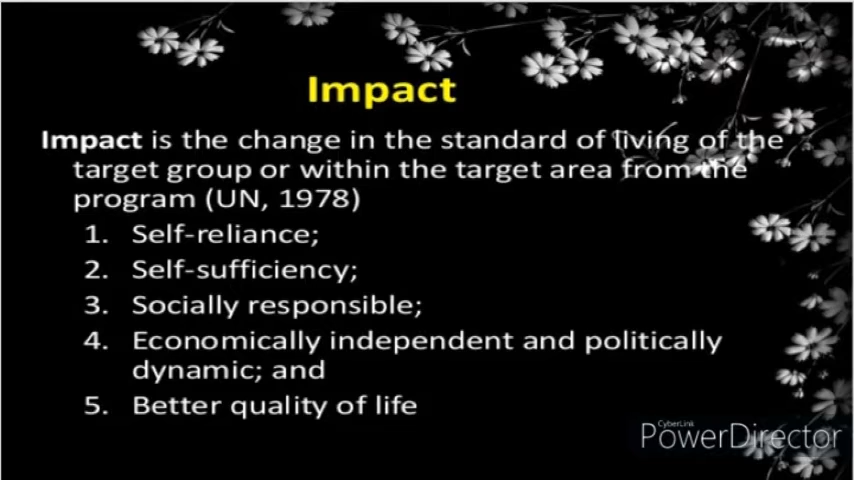 Impact
Impact is the change in the standard of living of the
target group or within the target area from the
program (UN, 1978)
1. Self-reliance;
2. Self-sufficiency;
3. Socially responsible;
4. Economically independent and politically
dynamic; and
5. Better quality of life
CyberLink
PowerDirector